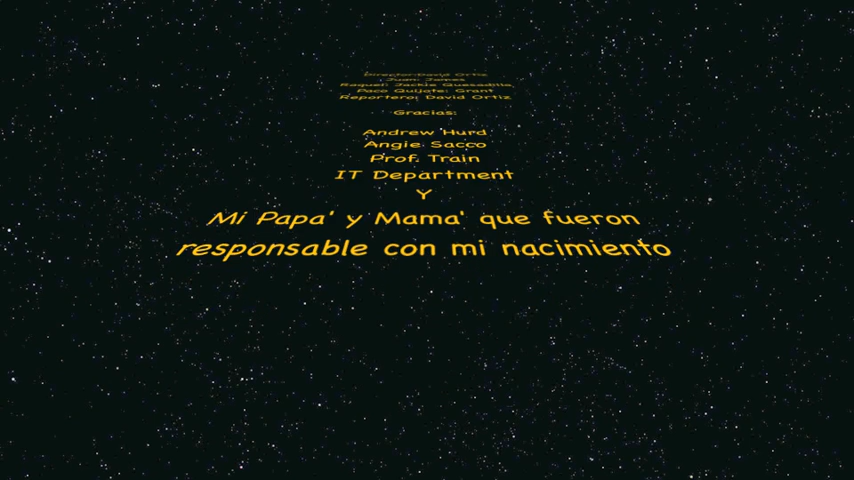 Director: David Ortiz
Juan: James
Raquel: Jackie Quesadilla
Paco Quijote: Grant
Reportero: David Ortiz
Gracias:
Andrew Hurd
Angie Sacco
Prof. Train
IT Department
Y
Mi Papa' y Mama' que fueron
responsable con mi nacimiento